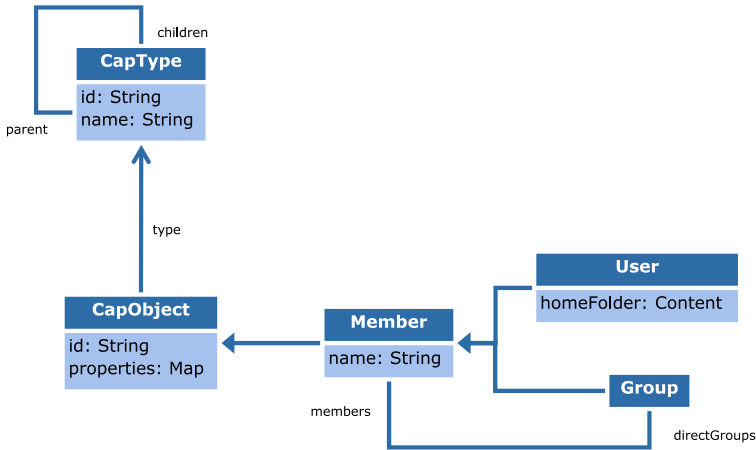 children
CapType
id: String
name: String
parent
type
User
homeFolder: Content
CapObject
id: String
properties: Map
Member
name: String
Group
members
directGroups